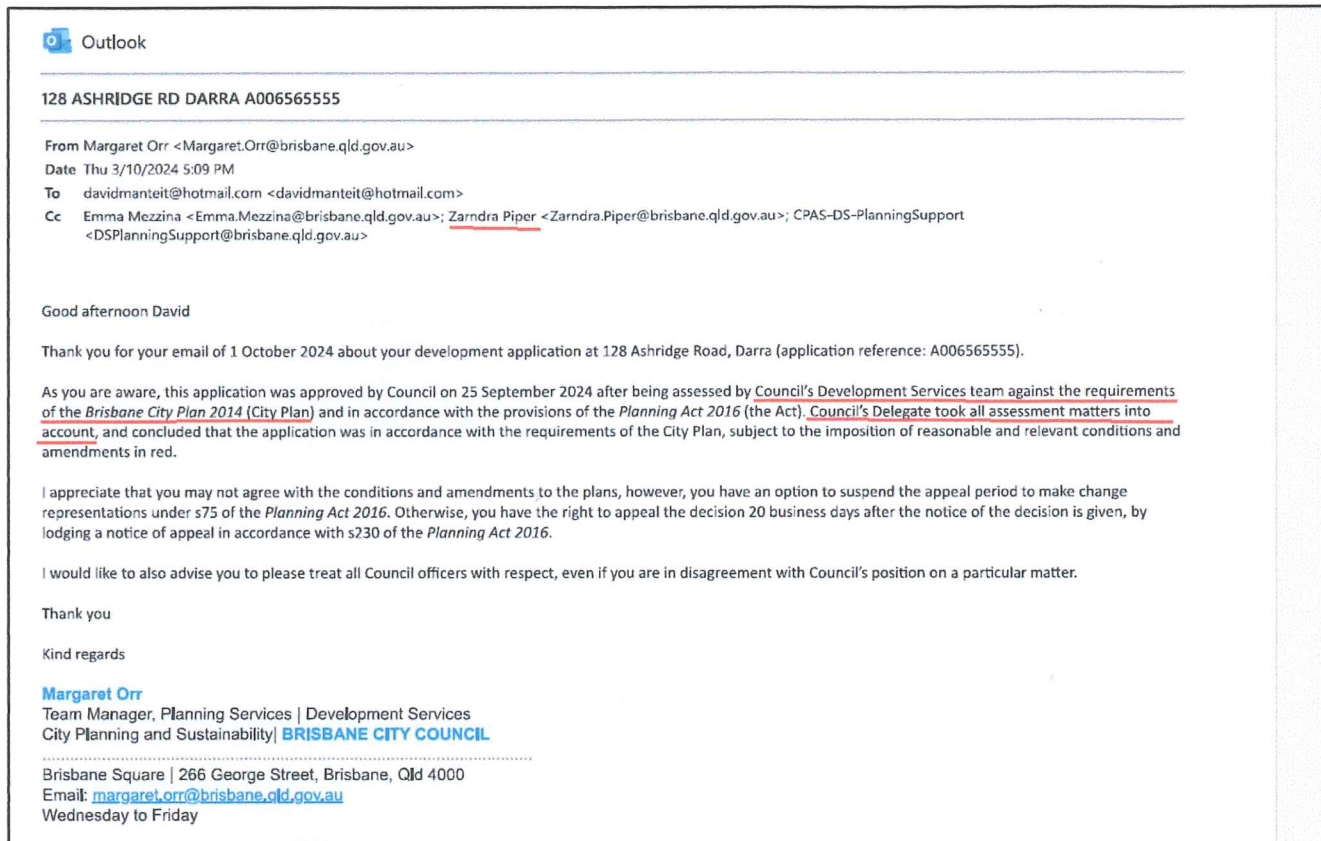 Outlook
128 ASHRIDGE RD DARRA A006565555
From Margaret Orr <Margaret.Orr@brisbane.qld.gov.au>
Date Thu 3/10/2024 5:09 PM
To davidmanteit@hotmail.com <davidmanteit@hotmail.com>
Cc Emma Mezzina <Emma.Mezzina@brisbane.qld.gov.au>; Zarndra Piper <Zarndra.Piper@brisbane.qld.gov.au>; CPAS-DS-PlanningSupport
<DSPlanningSupport@brisbane.qld.gov.au>
Good afternoon David
Thank you for your email of 1 October 2024 about your development application at 128 Ashridge Road, Darra (application reference: A006565555).
As you are aware, this application was approved by Council on 25 September 2024 after being assessed by Council's Development Services team against the requirements
of the Brisbane City Plan 2014 (City Plan) and in accordance with the provisions of the Planning Act 2016 (the Act). Council's Delegate took all assessment matters into
account, and concluded that the application was in accordance with the requirements of the City Plan, subject to the imposition of reasonable and relevant conditions and
amendments in red.
I appreciate that you may not agree with the conditions and amendments to the plans, however, you have an option to suspend the appeal period to make change
representations under s75 of the Planning Act 2016. Otherwise, you have the right to appeal the decision 20 business days after the notice of the decision is given, by
lodging a notice of appeal in accordance with s230 of the Planning Act 2016.
I would like to also advise you to please treat all Council officers with respect, even if you are in disagreement with Council's position on a particular matter.
Thank you
Kind regards
Margaret Orr
Team Manager, Planning Services | Development Services
City Planning and Sustainability| BRISBANE CITY COUNCIL
Brisbane Square | 266 George Street, Brisbane, Qld 4000
Email: margaret.orr@brisbane.qld.gov.au
Wednesday to Friday